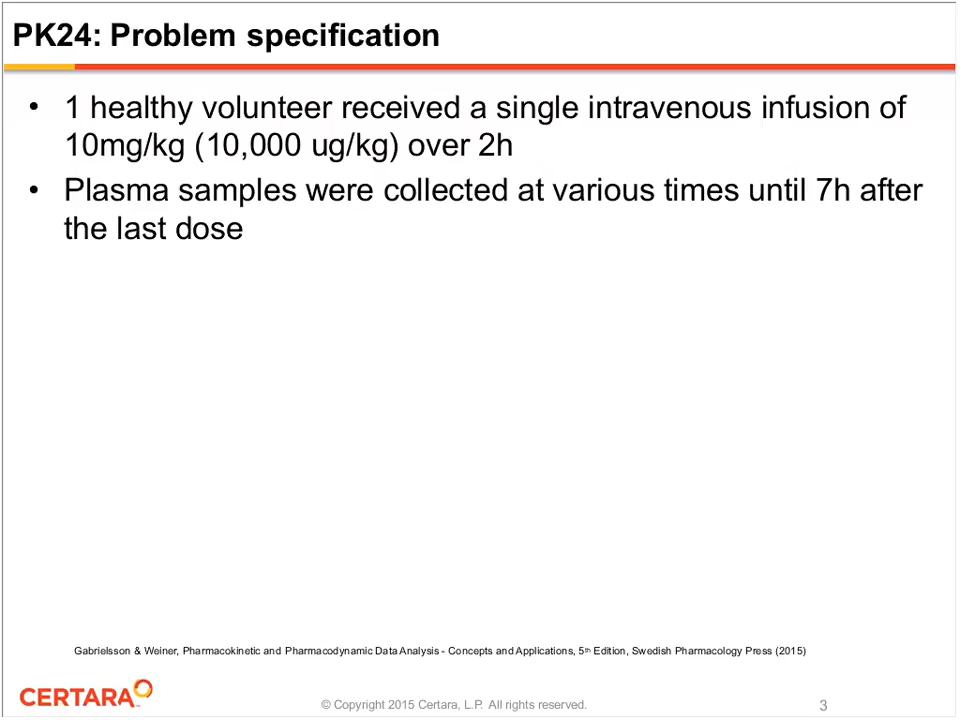 PK24: Problem specification
• 1 healthy volunteer received a single intravenous infusion of
10mg/kg (10,000 ug/kg) over 2h
• Plasma samples were collected at various times until 7h after
the last dose
Gabrielsson & Weiner, Pharmacokinetic and Pharmacodynamic Data Analysis - Concepts and Applications, 5th Edition, Swedish Pharmacology Press (2015)
CERTARA™
© Copyright 2015 Certara, L.P. All rights reserved.
3